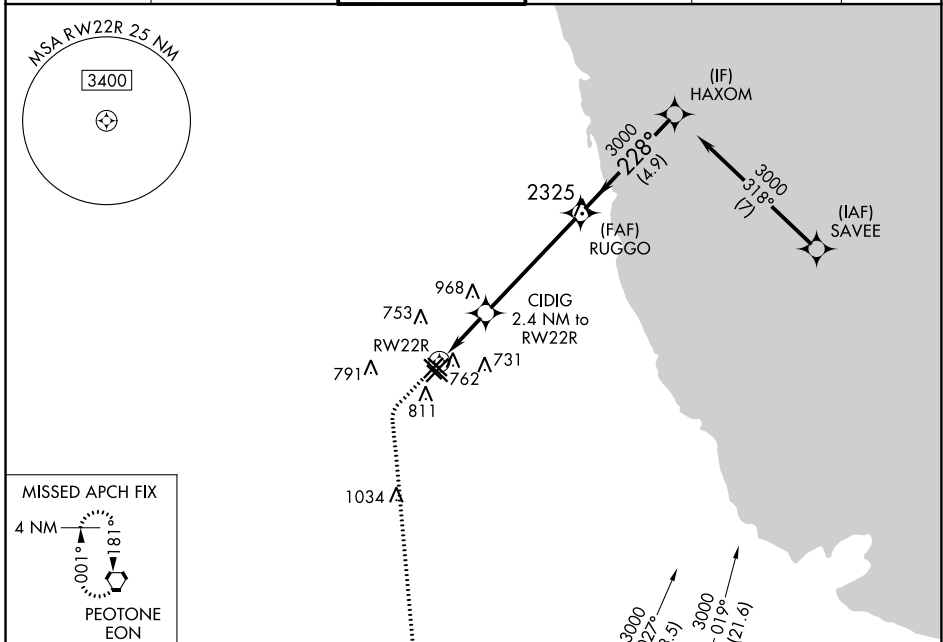 MSA RW22R 25 NM
3400
(IF)
HAXOM
3000
228°
(4.9)
3000
318°
(7)
(IAF)
SAVEE
2325
(FAF)
RUGGO
968
CIDIG
2.4 NM to
RW22R
753
RW22R
731
791
762
811
1034
MISSED APCH FIX
4 NM
001°
181°
PEOTONE
EON
3000
3000
019°
(21.6)